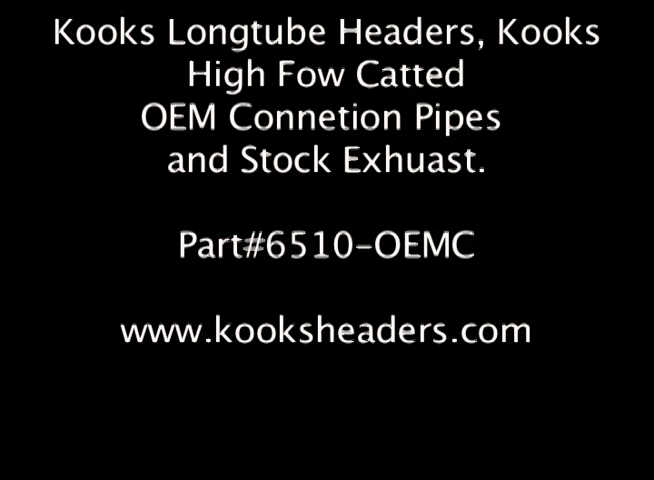 Kooks Longtube Headers, Kooks
High Fow Catted
OEM Connetion Pipes
and Stock Exhuast.
Part#6510-OEMC
www.kooksheaders.com